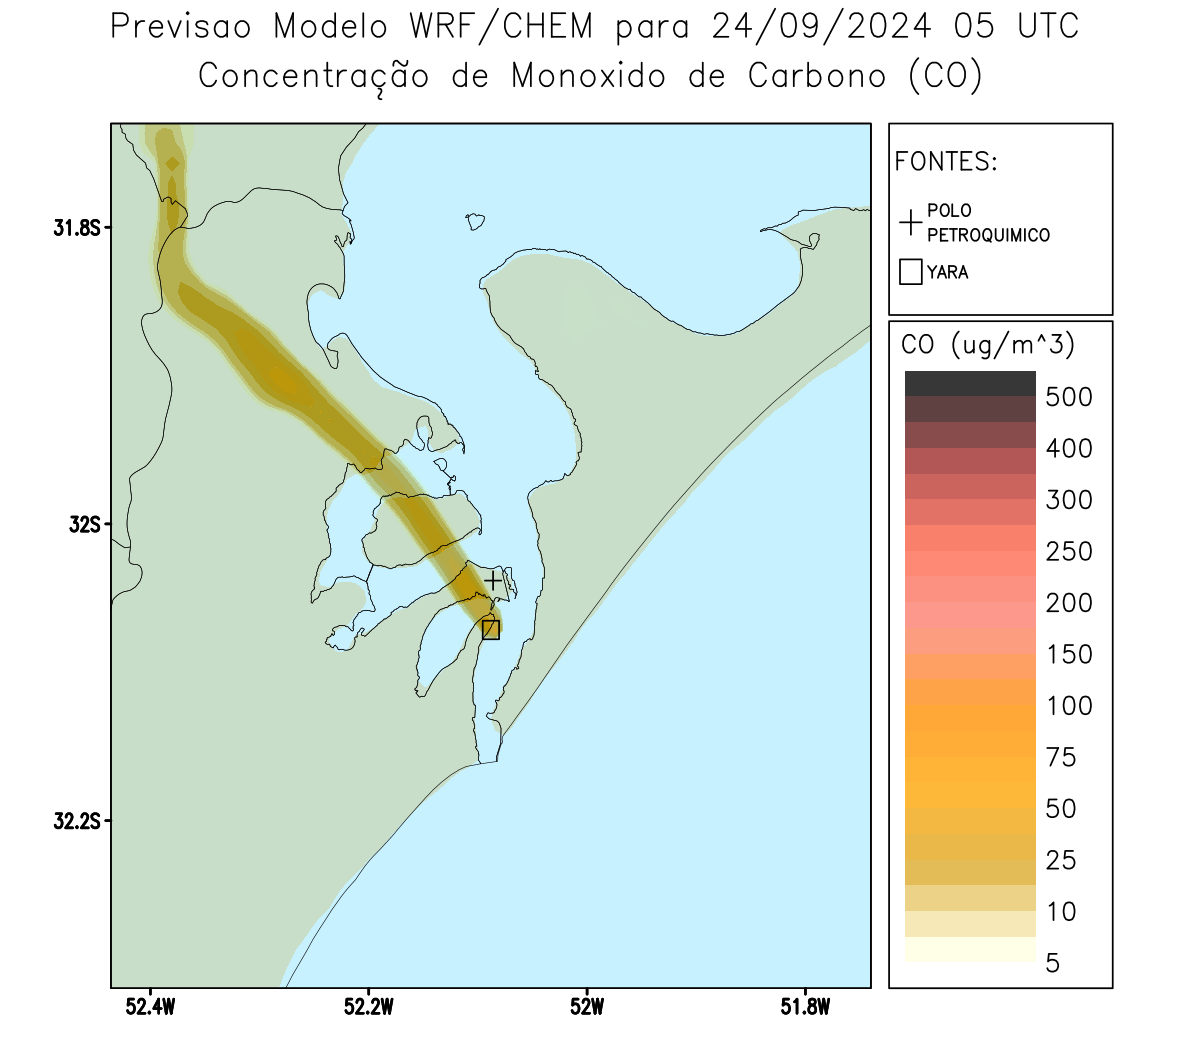 Previsao Modelo WRF/CHEM para 24/09/2024 05 UTC
Concentração de Monoxido de Carbono (CO)
FONTES:
POLO
PETROQUIMICO
YARA
CO (ug/m^3)
500
400
300
250
200
150
100
75
50
25
10
5
31.8S
32S
32.2S
52.4W
52.2W
52W
51.8W